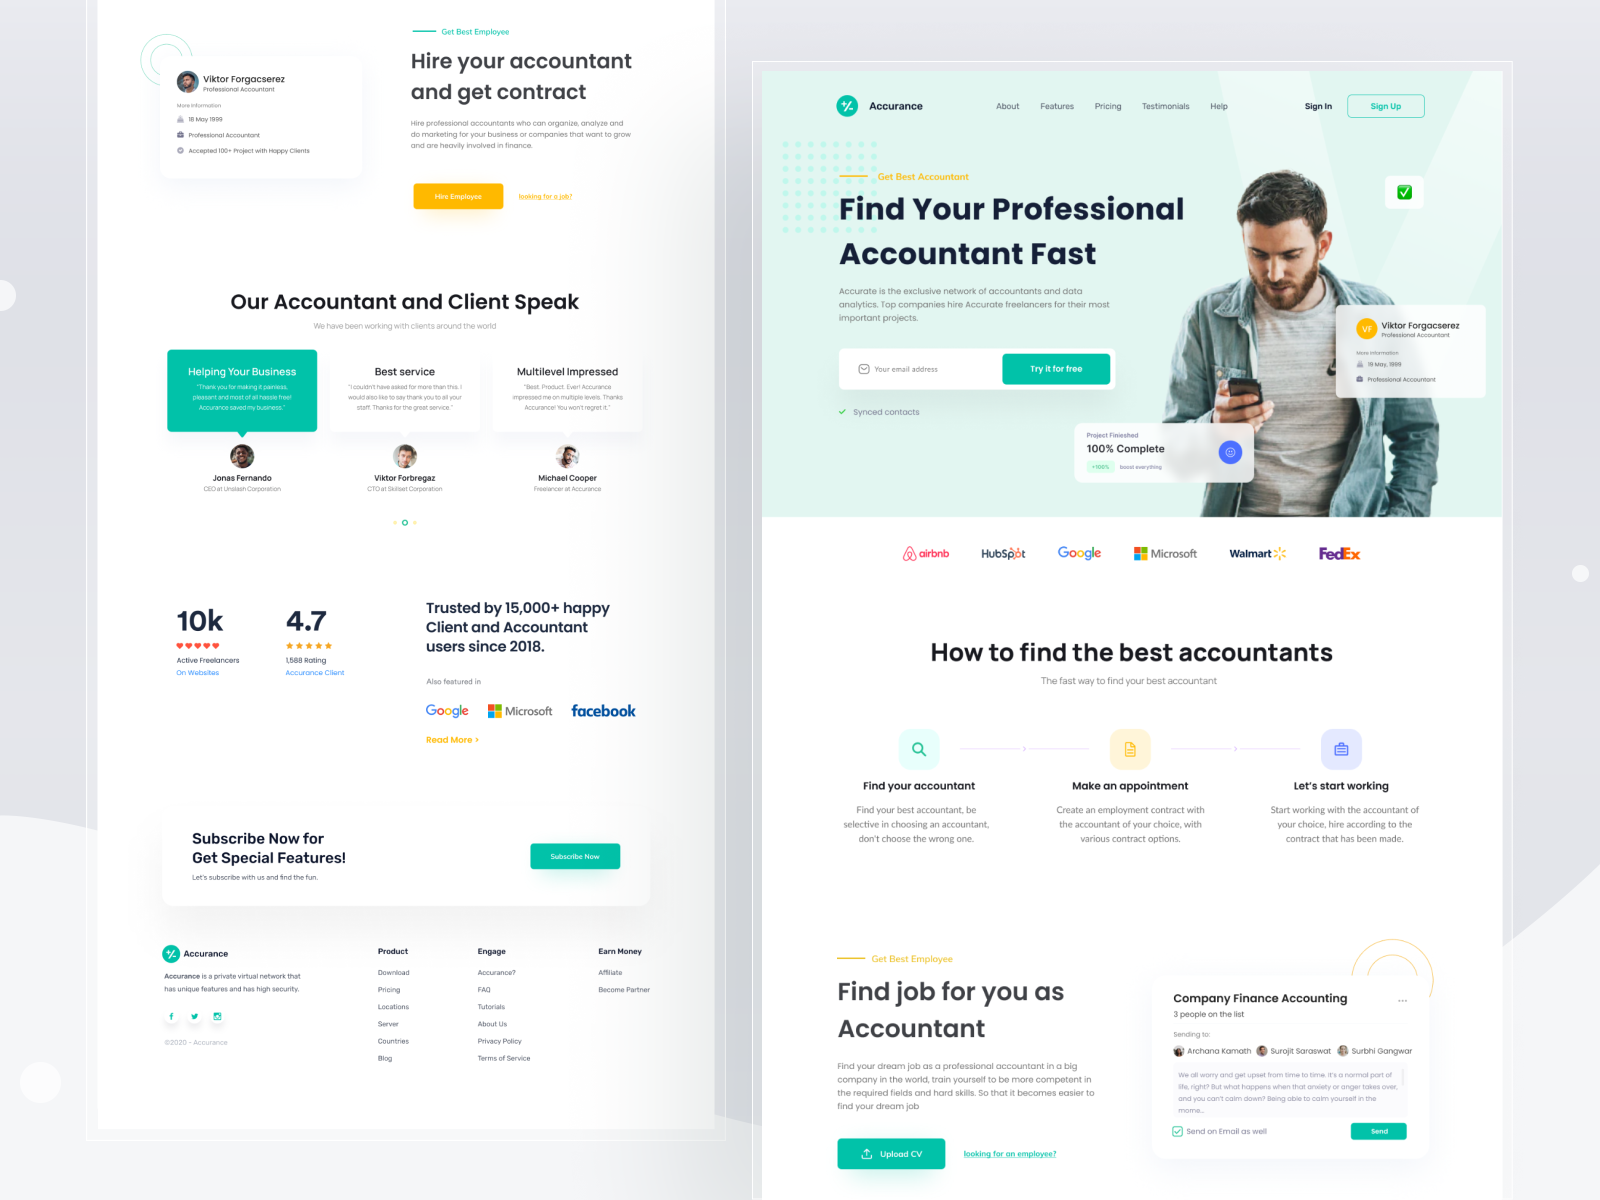 Get Best Employee
Hire your accountant
and get contract
Hire professional accountants who can organize, analyze and
do marketing for your business or companies that want to grow
and are heavily involved in finance.
Hire Employee
looking for a job?
Viktor Forgacserez
Professional Accountant
More Information
18 May 1999
Professional Accountant
Accepted 100+ Project with Happy Clients
Our Accountant and Client Speak
We have been working with clients around the world
Helping Your Business
"Thank you for making it painless,
pleasant and most of all hassle free!
Accurance saved my business."
Jonas Fernando
CEO at Unslash Corporation
Best service
"I couldn't have asked for more than this. I
would also like to say thank you to all your
staff. Thanks for the great service."
Viktor Forbregaz
CTO at Skillset Corporation
Multilevel Impressed
"Best. Product. Ever! Accurance
impressed me on multiple levels. Thanks
Accurance! You won't regret it."
Michael Cooper
Freelancer at Accurance
10k
Active Freelancers
On Websites
4.7
1,588 Rating
Accurance Client
Trusted by 15,000+ happy
Client and Accountant
users since 2018.
Also featured in
Google
Microsoft
facebook
Read More >
Subscribe Now for
Get Special Features!
Let's subscribe with us and find the fun.
Subscribe Now
Accurance
Accurance is a private virtual network that
has unique features and has high security.
©2020 - Accurance
Product
Download
Pricing
Locations
Server
Countries
Blog
Engage
Accurance?
FAQ
Tutorials
About Us
Privacy Policy
Terms of Service
Earn Money
Affiliate
Become Partner
Accurance
About
Features
Pricing
Testimonials
Help
Sign In
Sign Up
Get Best Accountant
Find Your Professional
Accountant Fast
Accurate is the exclusive network of accountants and data
analytics. Top companies hire Accurate freelancers for their most
important projects.
Your email address
Try it for free
Synced contacts
VF
Viktor Forgacserez
Professional Accountant
More Information
19 May, 1999
Professional Accountant
Project Finieshed
100% Complete
+100%
boost everything
airbnb
HubSpot
Google
Microsoft
Walmart
FedEx
How to find the best accountants
The fast way to find your best accountant
Find your accountant
Find your best accountant, be
selective in choosing an accountant,
don't choose the wrong one.
Make an appointment
Create an employment contract with
the accountant of your choice, with
various contract options.
Let's start working
Start working with the accountant of
your choice, hire according to the
contract that has been made.
Get Best Employee
Find job for you as
Accountant
Find your dream job as a professional accountant in a big
company in the world, train yourself to be more competent in
the required fields and hard skills. So that it becomes easier to
find your dream job
Upload CV
looking for an employee?
Company Finance Accounting
...
3 people on the list
Sending to:
Archana Kamath
Surojit Saraswat
Surbhi Gangwar
We all worry and get upset from time to time. It's a normal part of
life, right? But what happens when that anxiety or anger takes over,
and you can't calm down? Being able to calm yourself in the
mome...
Send on Email as well
Send